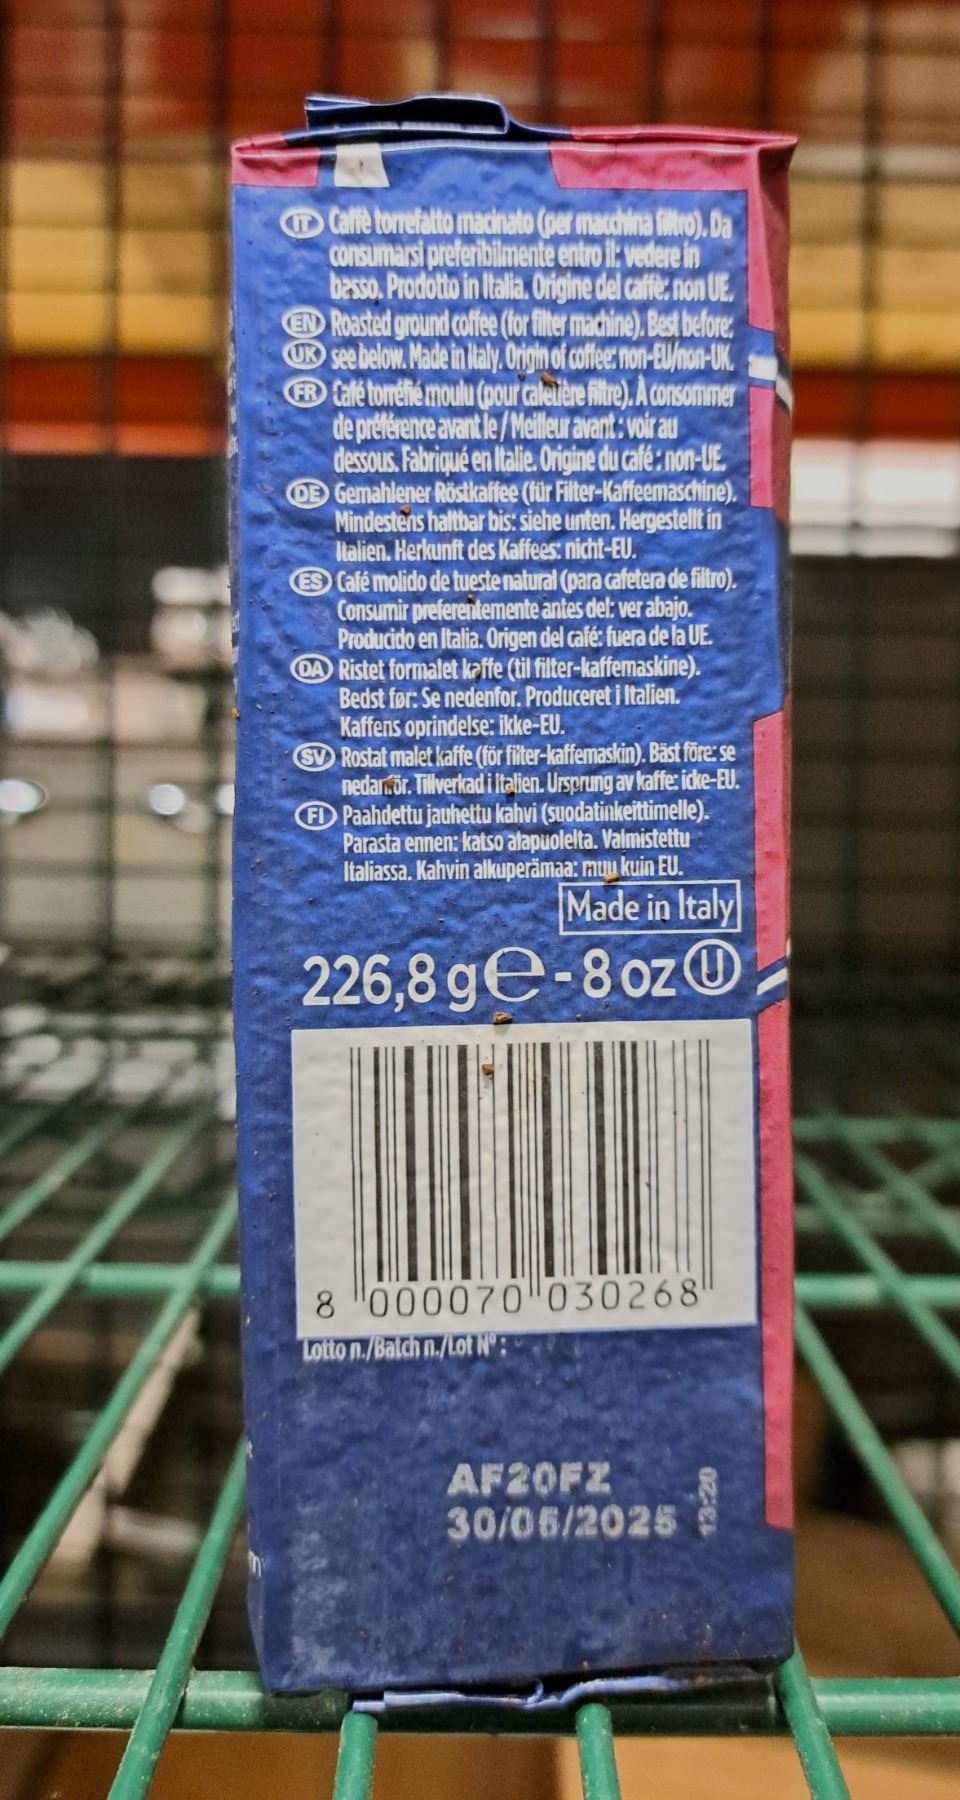 IT Caffè torrefatto macinato (per macchina filtro). Da
consumarsi preferibilmente entro il: vedere in
basso. Prodotto in Italia. Origine del caffè: non UE.
EN Roasted ground coffee (for filter machine). Best before:
UK see below. Made in Italy. Origin of coffee: non-EU/non-UK.
FR Café torréfié moulu (pour cafetière filtre). À consommer
de préférence avant le / Meilleur avant : voir au
dessous. Fabriqué en Italie. Origine du café : non-UE.
DE Gemahlener Röstkaffee (für Filter-Kaffeemaschine).
Mindestens haltbar bis: siehe unten. Hergestellt in
Italien. Herkunft des Kaffees: nicht-EU.
ES Café molido de tueste natural (para cafetera de filtro).
Consumir preferentemente antes del: ver abajo.
Producido en Italia. Origen del café: fuera de la UE.
DA Ristet formalet kaffe (til filter-kaffemaskine).
Bedst før: Se nedenfor. Produceret i Italien.
Kaffens oprindelse: ikke-EU.
SV Rostat malet kaffe (för filter-kaffemaskin). Bäst före: se
nedanför. Tillverkad i Italien. Ursprung av kaffe: icke-EU.
FI Paahdettu jauhettu kahvi (suodatinkeittimelle).
Parasta ennen: katso alapuolelta. Valmistettu
Italiassa. Kahvin alkuperämaa: muu kuin EU.
Made in Italy
226,8 g e - 8 oz U
8 000070 030268
Lotto n./Batch n./Lot N° :
AF20FZ
30/05/2025 13:20